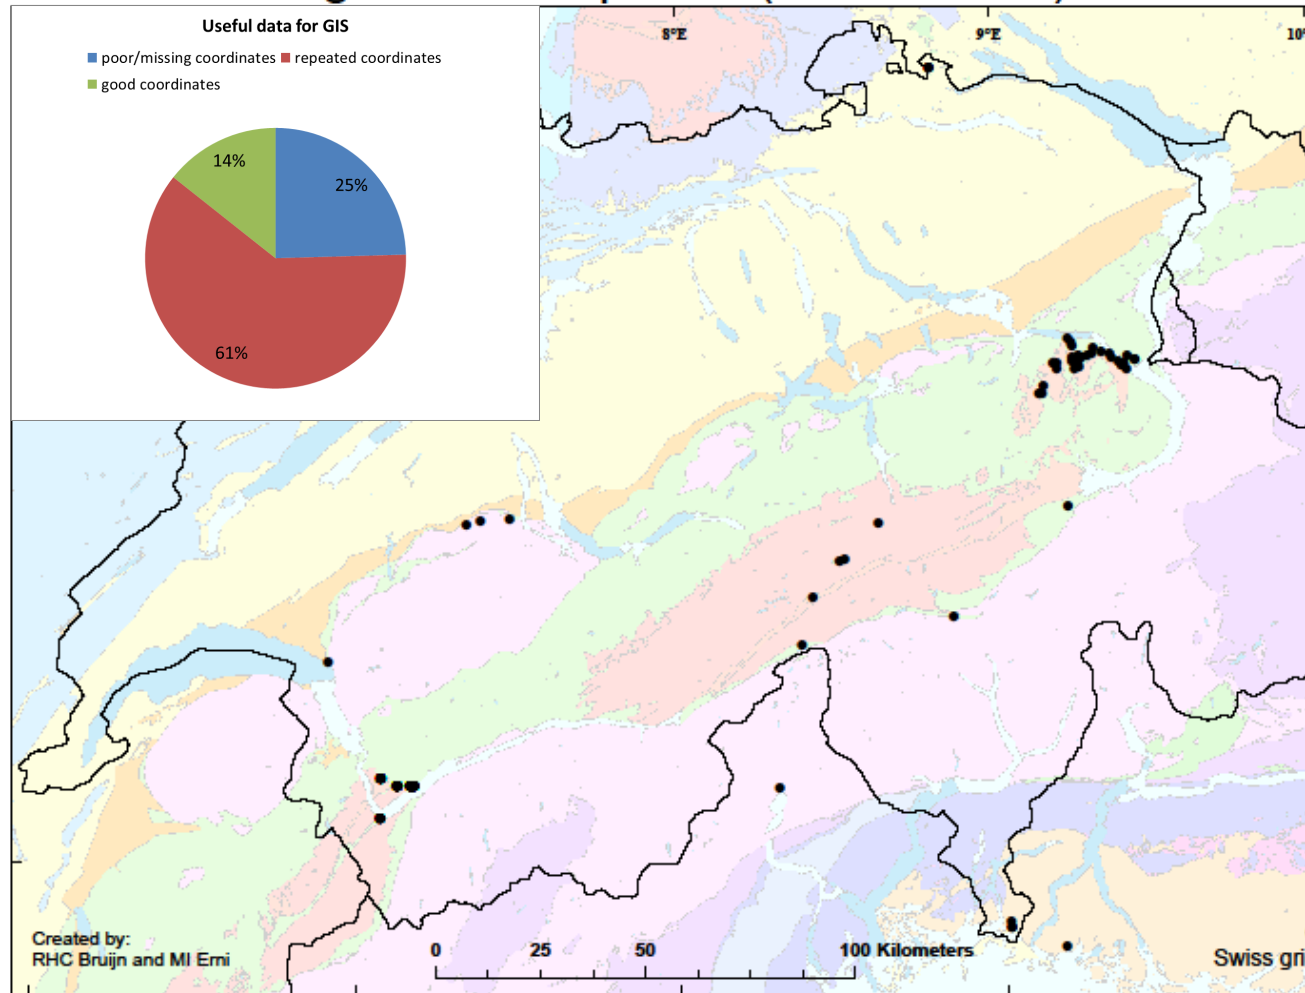 Useful data for GIS
poor/missing coordinates repeated coordinates
good coordinates
14%
25%
61%
8°E
9°E
Created by:
RHC Bruijn and MI Erni
0 25 50 100 Kilometers
Swiss gri